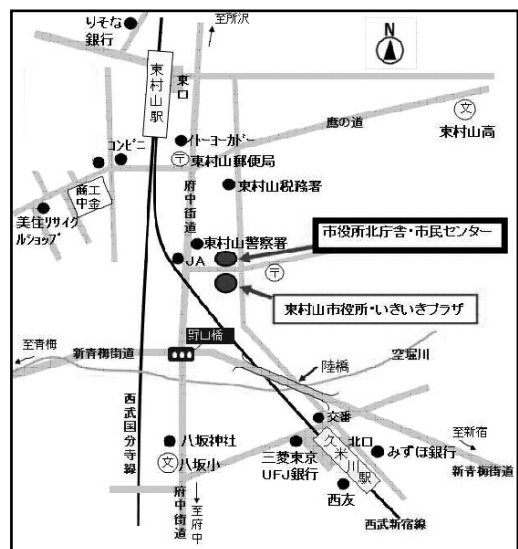 りそな
銀行
至所沢
N
東村山駅
東口
鷹の道
文
東村山高
イトーヨーカドー
コンビニ
〒東村山郵便局
商工
中金
府中街道
東村山税務署
美住リサイク
ルショップ
市役所北庁舎・市民センター
東村山警察署
JA
〒
東村山市役所・いきいきプラザ
野口橋
至青梅
新青梅街道
陸橋
空堀川
西武国分寺線
交番
至新宿
八坂神社
久米川駅
北口
みずほ銀行
三菱東京
UFJ銀行
文八坂小
新青梅街道
府中街道
西友
至府中
西武新宿線